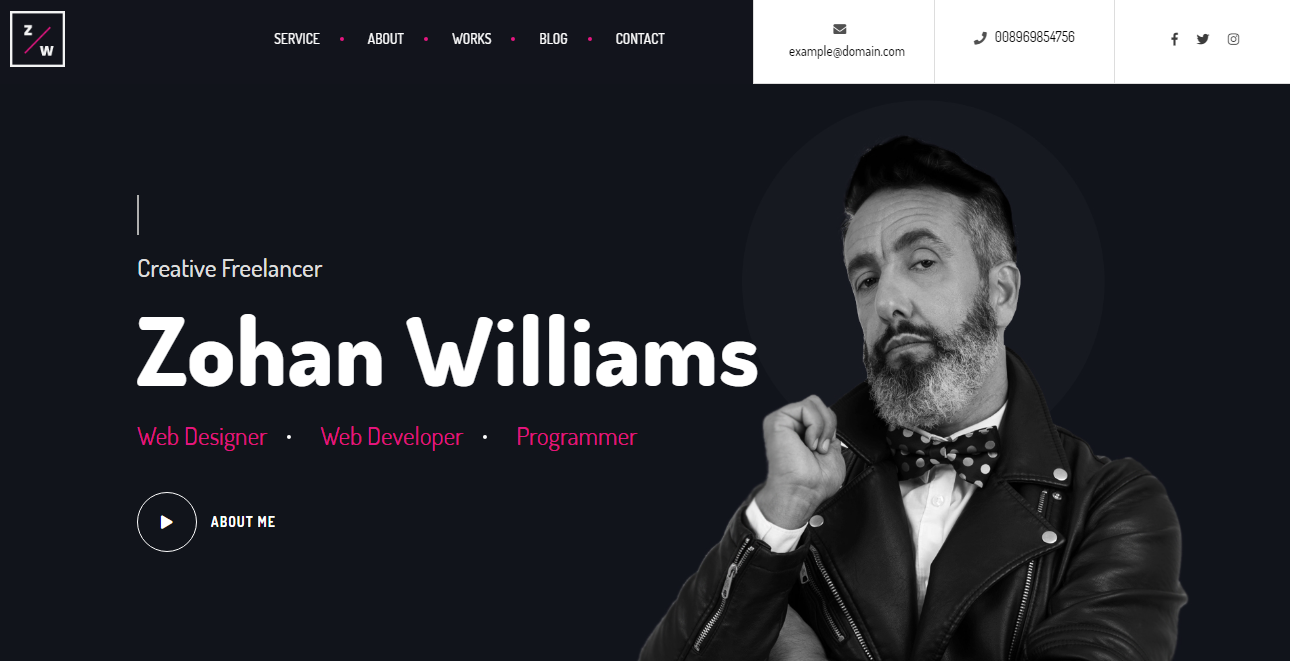 Z
W
SERVICE • ABOUT • WORKS • BLOG • CONTACT
example@domain.com
008969854756
Creative Freelancer
Zohan Williams
Web Designer • Web Developer • Programmer
ABOUT ME